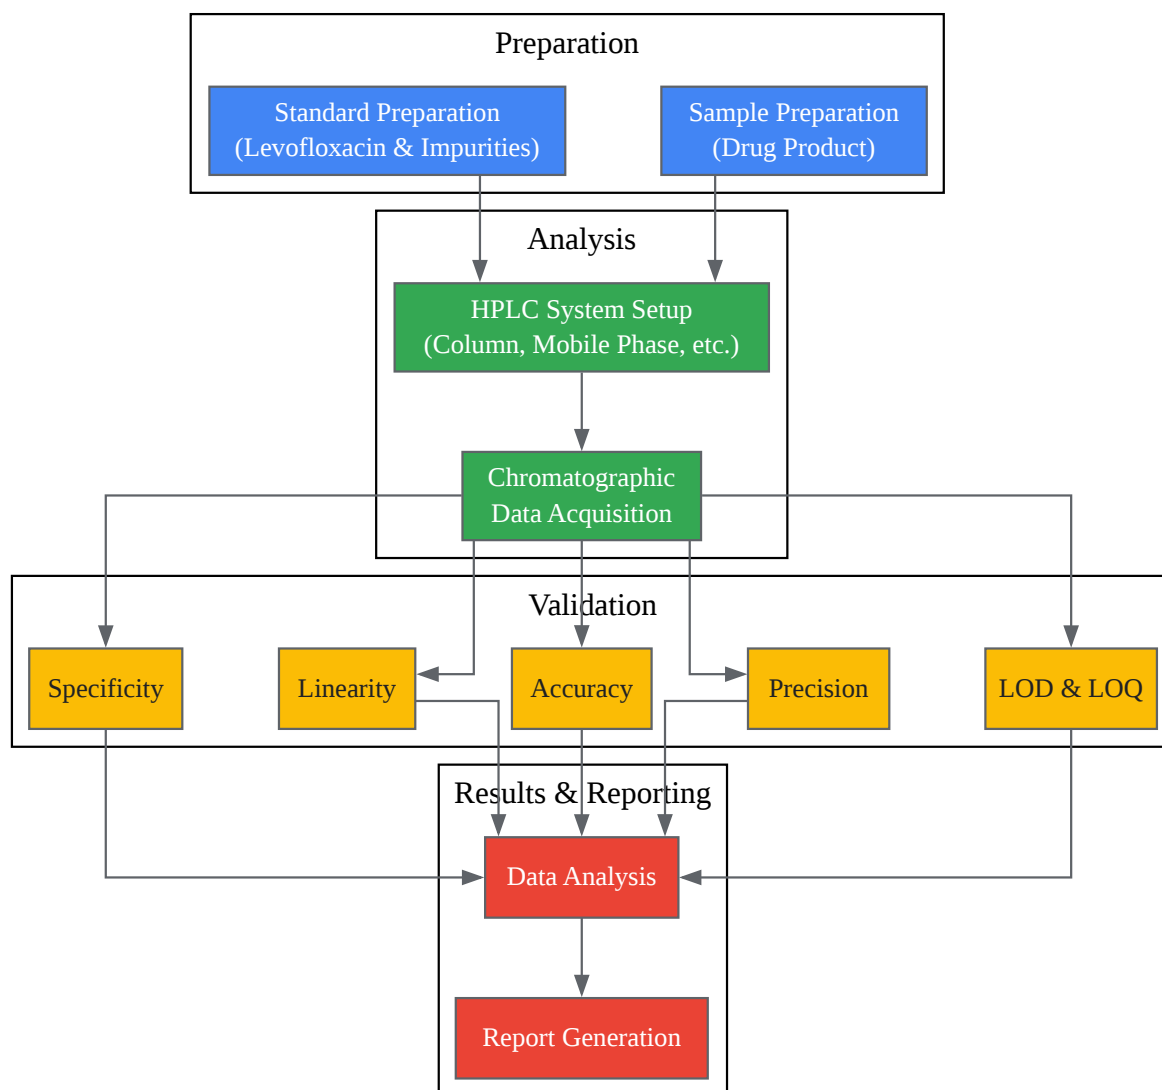 Preparation
Standard Preparation
(Levofloxacin & Impurities)
Sample Preparation
(Drug Product)
Analysis
HPLC System Setup
(Column, Mobile Phase, etc.)
Chromatographic
Data Acquisition
Validation
Specificity
Linearity
Accuracy
Precision
LOD & LOQ
Results & Reporting
Data Analysis
Report Generation